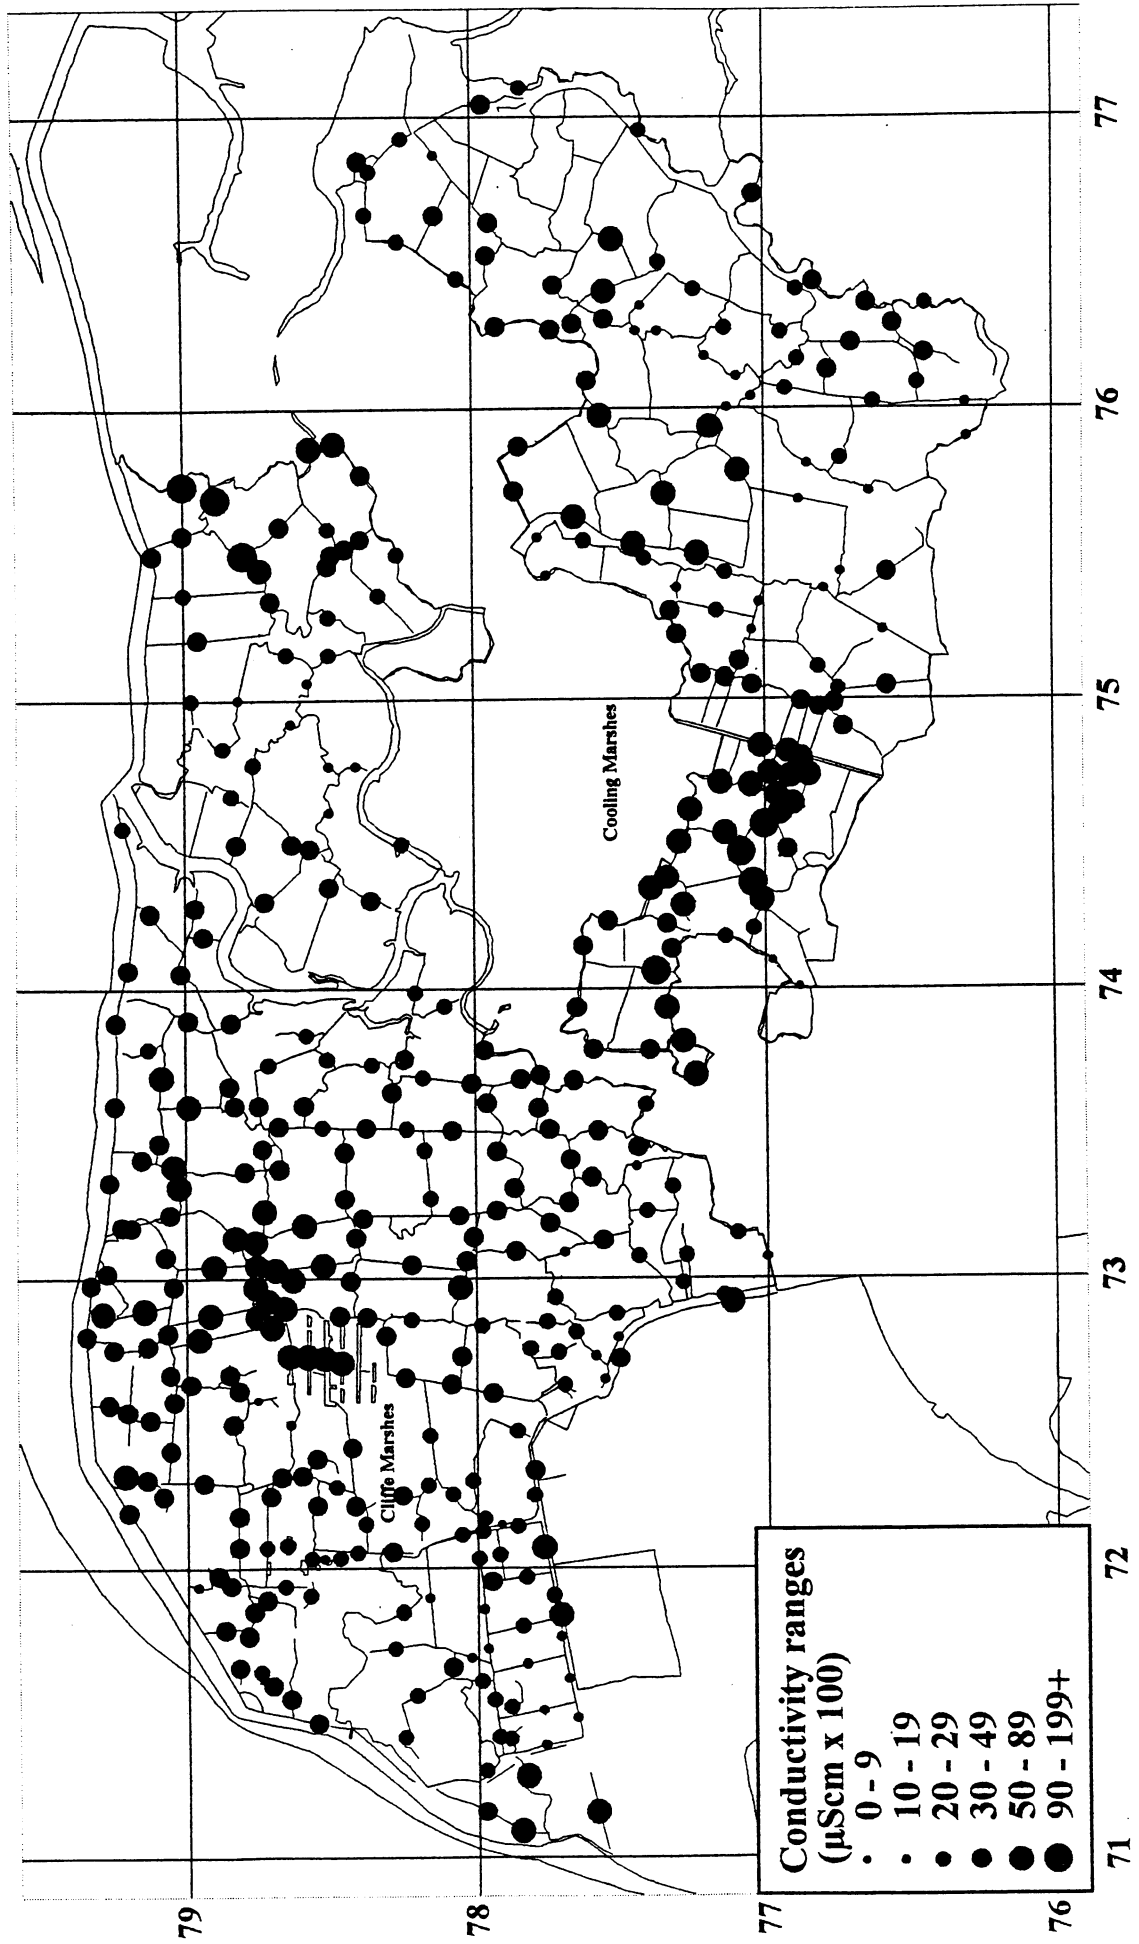 77
76
75
74
73
72
71
79
78
77
76
Cooling Marshes
Cliffe Marshes
Conductivity ranges
(µScm x 100)
0 - 9
10 - 19
20 - 29
30 - 49
50 - 89
90 - 199+